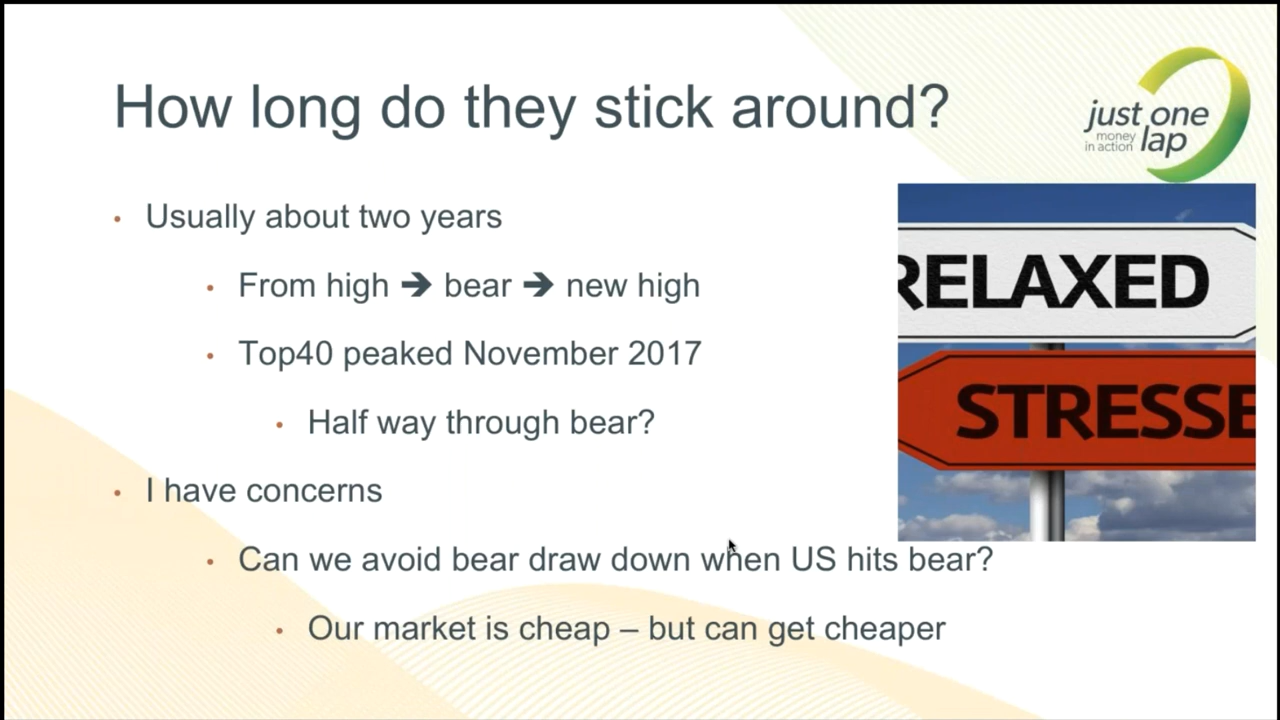 How long do they stick around?
just one
money
in action lap
• Usually about two years
• From high ➔ bear ➔ new high
• Top40 peaked November 2017
• Half way through bear?
• I have concerns
• Can we avoid bear draw down when US hits bear?
• Our market is cheap – but can get cheaper
RELAXED
STRESSE